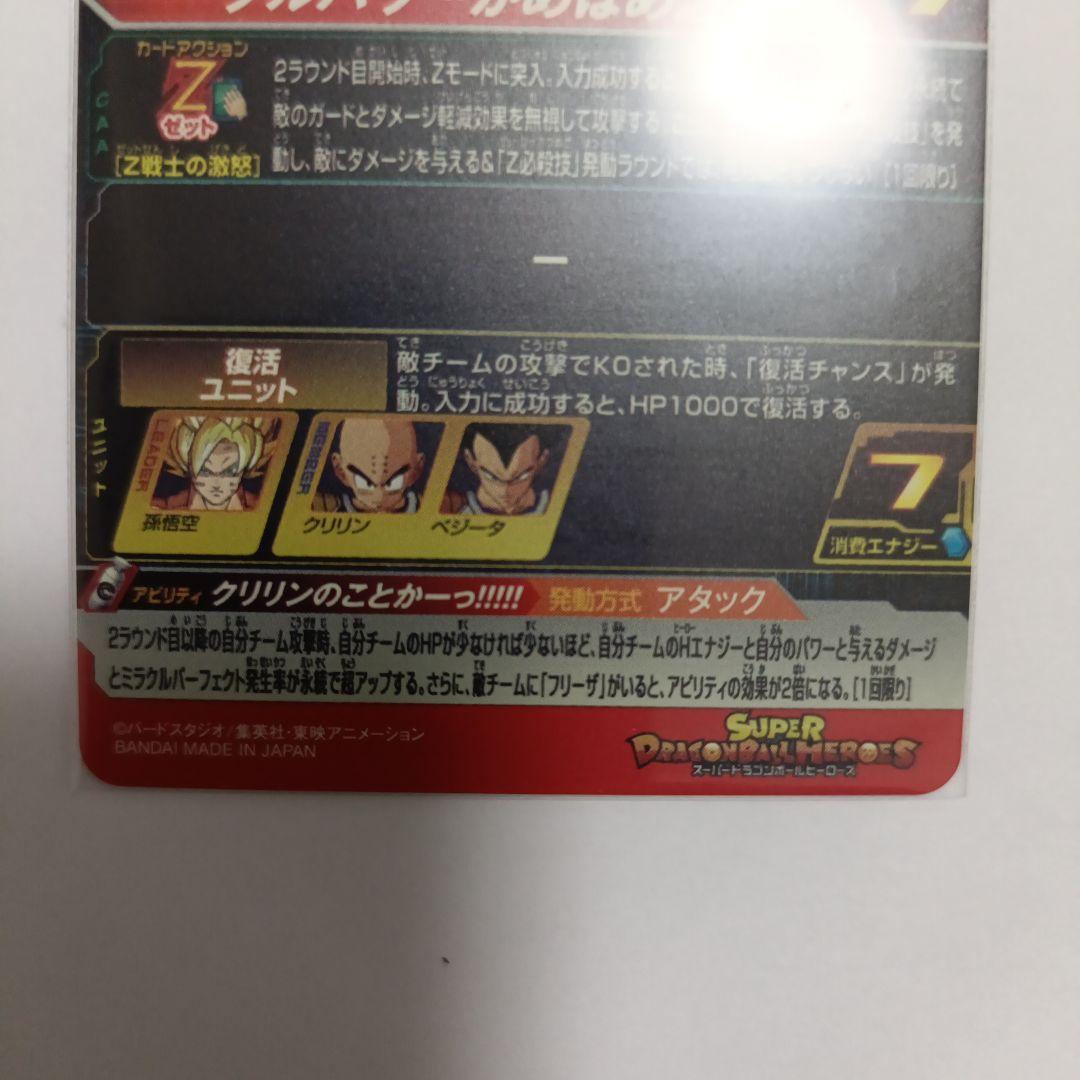 フルパワーかめはめ
カードアクション
Z
ゼット
[Z戦士の激怒]
CAA
2ラウンド目開始時、Zモードに突入。入力成功すると
敵のガードとダメージ軽減効果を無視して攻撃する
を発
動し、敵にダメージを与える&「Z必殺技」発動ラウンドでは
[1回限り]
ー
復活
ユニット
敵チームの攻撃でKOされた時、「復活チャンス」が発
動。入力に成功すると、HP1000で復活する。
ユニット
LEADER
孫悟空
MEMBER
クリリン
ベジータ
7
消費エナジー
アビリティ クリリンのことかーっ!!!!! 発動方式 アタック
2ラウンド目以降の自分チーム攻撃時、自分チームのHPが少なければ少ないほど、自分チームのHエナジーと自分のパワーと与えるダメージ
とミラクルパーフェクト発生率が永続で超アップする。さらに、敵チームに「フリーザ」がいると、アビリティの効果が2倍になる。[1回限り]
©バードスタジオ/集英社・東映アニメーション
BANDAI MADE IN JAPAN
SUPER
DRAGONBALL HEROES
スーパードラゴンボールヒーローズ